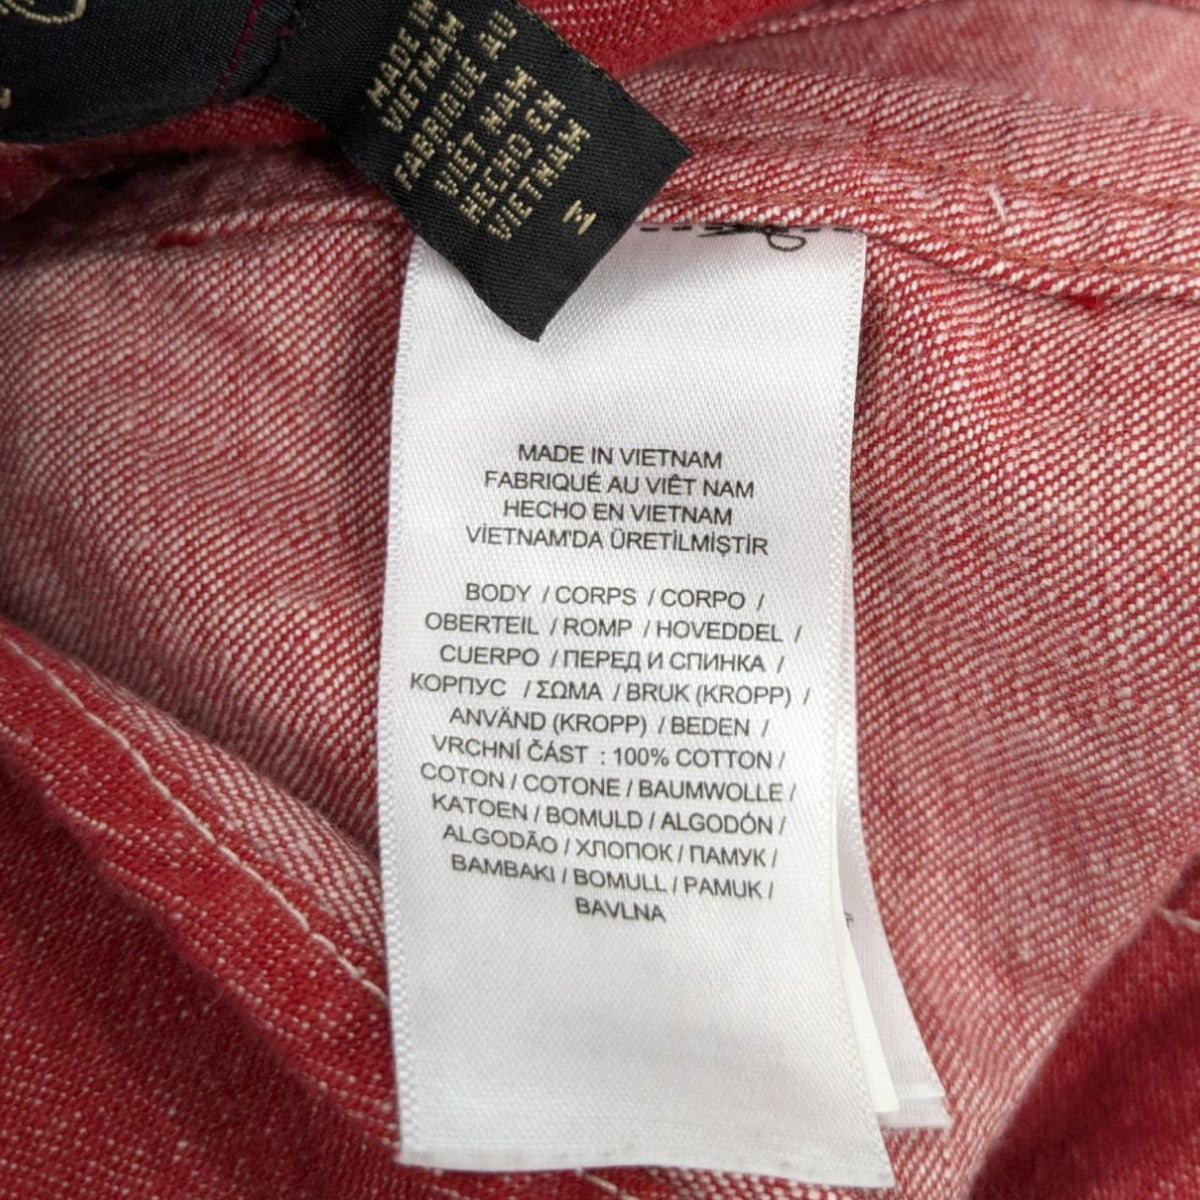 MADE IN
VIETNAM
FABRIQUE AU
VIET NAM
HECHO EN
VIETNAM
M
MADE IN VIETNAM
FABRIQUÉ AU VIÊT NAM
HECHO EN VIETNAM
VİETNAM'DA ÜRETİLMİŞTİR
BODY / CORPS / CORPO /
OBERTEIL / ROMP / HOVEDDEL /
CUERPO / ПЕРЕД И СПИНКА /
КОРПУС / ΣΩΜΑ / BRUK (KROPP) /
ANVÄND (KROPP) / BEDEN /
VRCHNÍ ČÁST : 100% COTTON /
COTON / COTONE / BAUMWOLLE /
KATOEN / BOMULD / ALGODÓN /
ALGODÃO / ХЛОПОК / ПАМУК /
BAMBAKI / BOMULL / PAMUK /
BAVLNA